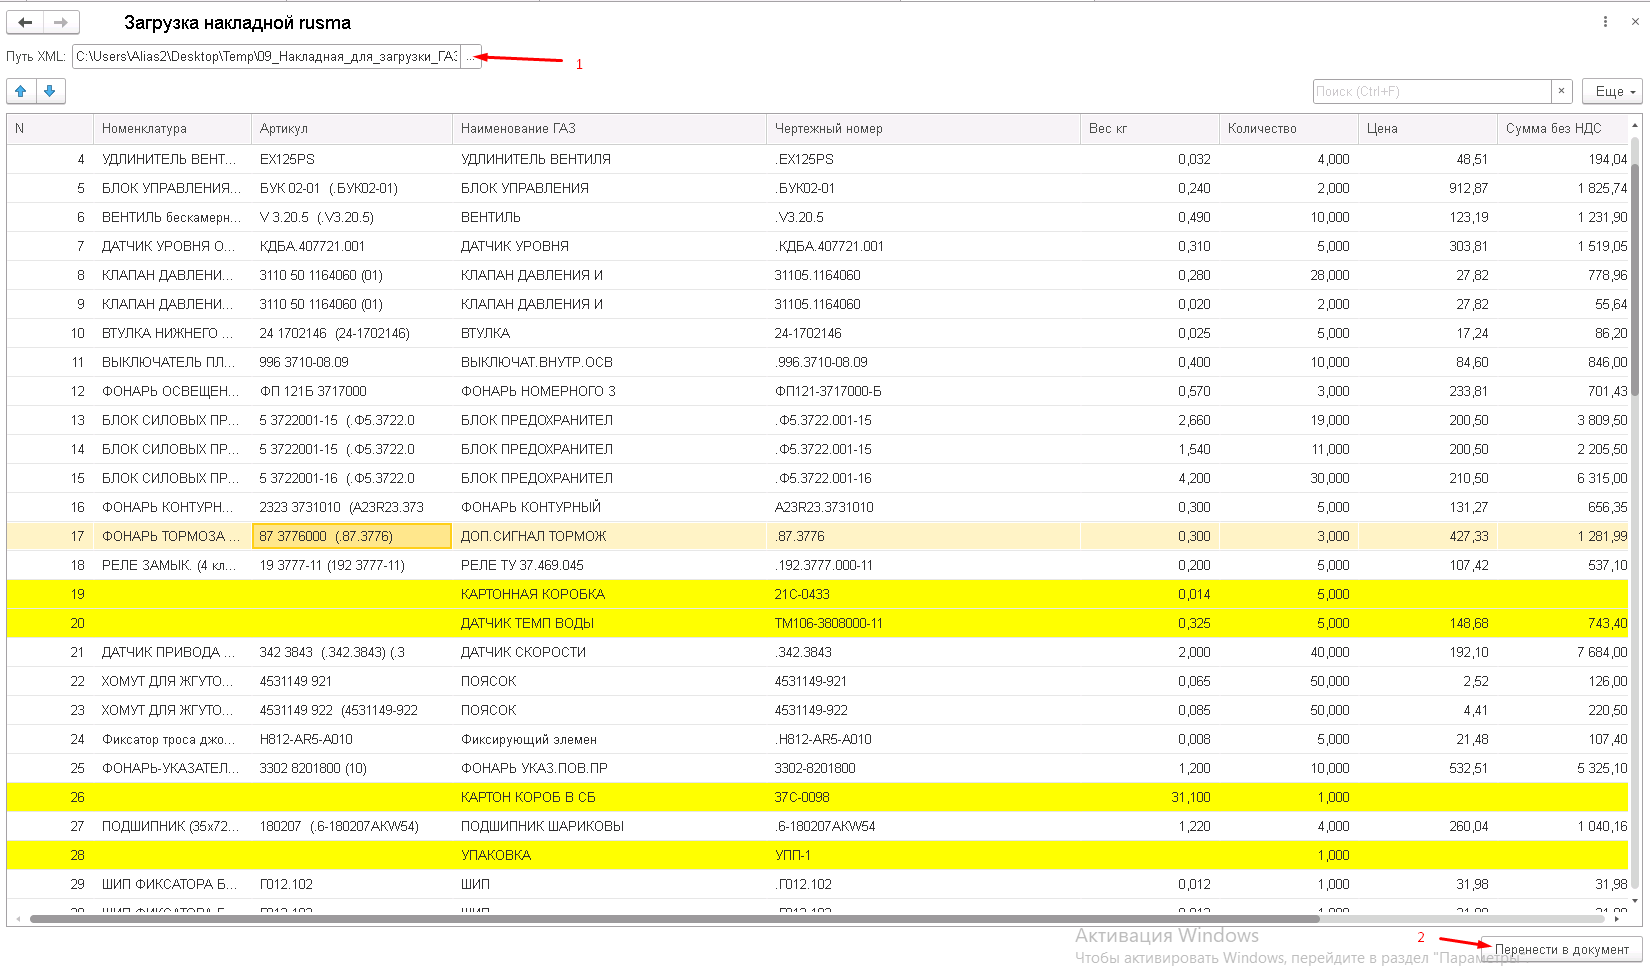 Загрузка накладной rusma
Путь XML: C:\Users\Alias2\Desktop\Temp\09_Накладная_для_загрузки_ГАЗ ... 1
Поиск (Ctrl+F) × Еще
N Номенклатура Артикул Наименование ГАЗ Чертежный номер Вес кг Количество Цена Сумма без НДС
4 УДЛИНИТЕЛЬ ВЕНТ... EX125PS УДЛИНИТЕЛЬ ВЕНТИЛЯ .EX125PS 0,032 4,000 48,51 194,04
5 БЛОК УПРАВЛЕНИЯ... БУК 02-01 (.БУК02-01) БЛОК УПРАВЛЕНИЯ .БУК02-01 0,240 2,000 912,87 1 825,74
6 ВЕНТИЛЬ бескамерн... V 3.20.5 (.V3.20.5) ВЕНТИЛЬ .V3.20.5 0,490 10,000 123,19 1 231,90
7 ДАТЧИК УРОВНЯ О... КДБА.407721.001 ДАТЧИК УРОВНЯ .КДБА.407721.001 0,310 5,000 303,81 1 519,05
8 КЛАПАН ДАВЛЕНИ... 3110 50 1164060 (01) КЛАПАН ДАВЛЕНИЯ И 31105.1164060 0,280 28,000 27,82 778,96
9 КЛАПАН ДАВЛЕНИ... 3110 50 1164060 (01) КЛАПАН ДАВЛЕНИЯ И 31105.1164060 0,020 2,000 27,82 55,64
10 ВТУЛКА НИЖНЕГО ... 24 1702146 (24-1702146) ВТУЛКА 24-1702146 0,025 5,000 17,24 86,20
11 ВЫКЛЮЧАТЕЛЬ ПЛ... 996 3710-08.09 ВЫКЛЮЧАТ.ВНУТР.ОСВ .996.3710-08.09 0,400 10,000 84,60 846,00
12 ФОНАРЬ ОСВЕЩЕН... ФП 121Б 3717000 ФОНАРЬ НОМЕРНОГО З ФП121-3717000-Б 0,570 3,000 233,81 701,43
13 БЛОК СИЛОВЫХ ПР... 5 3722001-15 (.Ф5.3722.0 БЛОК ПРЕДОХРАНИТЕЛ .Ф5.3722.001-15 2,660 19,000 200,50 3 809,50
14 БЛОК СИЛОВЫХ ПР... 5 3722001-15 (.Ф5.3722.0 БЛОК ПРЕДОХРАНИТЕЛ .Ф5.3722.001-15 1,540 11,000 200,50 2 205,50
15 БЛОК СИЛОВЫХ ПР... 5 3722001-16 (.Ф5.3722.0 БЛОК ПРЕДОХРАНИТЕЛ .Ф5.3722.001-16 4,200 30,000 210,50 6 315,00
16 ФОНАРЬ КОНТУРН... 2323 3731010 (A23R23.373 ФОНАРЬ КОНТУРНЫЙ A23R23.3731010 0,300 5,000 131,27 656,35
17 ФОНАРЬ ТОРМОЗА ... 87 3776000 (.87.3776) ДОП.СИГНАЛ ТОРМОЖ .87.3776 0,300 3,000 427,33 1 281,99
18 РЕЛЕ ЗАМЫК. (4 кл... 19 3777-11 (192 3777-11) РЕЛЕ ТУ 37.469.045 .192.3777.000-11 0,200 5,000 107,42 537,10
19 КАРТОННАЯ КОРОБКА 21С-0433 0,014 5,000
20 ДАТЧИК ТЕМП ВОДЫ ТМ106-3808000-11 0,325 5,000 148,68 743,40
21 ДАТЧИК ПРИВОДА ... 342 3843 (.342.3843) (.3 ДАТЧИК СКОРОСТИ .342.3843 2,000 40,000 192,10 7 684,00
22 ХОМУТ ДЛЯ ЖГУТО... 4531149 921 ПОЯСОК 4531149-921 0,065 50,000 2,52 126,00
23 ХОМУТ ДЛЯ ЖГУТО... 4531149 922 (4531149-922 ПОЯСОК 4531149-922 0,085 50,000 4,41 220,50
24 Фиксатор троса джо... H812-AR5-A010 Фиксирующий элемен .H812-AR5-A010 0,008 5,000 21,48 107,40
25 ФОНАРЬ-УКАЗАТЕЛ... 3302 8201800 (10) ФОНАРЬ УКАЗ.ПОВ.ПР 3302-8201800 1,200 10,000 532,51 5 325,10
26 КАРТОН КОРОБ В СБ 37С-0098 31,100 1,000
27 ПОДШИПНИК (35x72... 180207 (.6-180207АКW54) ПОДШИПНИК ШАРИКОВЫ .6-180207АКW54 1,220 4,000 260,04 1 040,16
28 УПАКОВКА УПП-1 1,000
29 ШИП ФИКСАТОРА Б... Г012.102 ШИП .Г012.102 0,012 1,000 31,98 31,98
Активация Windows
2 Перенести в документ
Чтобы активировать Windows, перейдите в раздел "Параметры